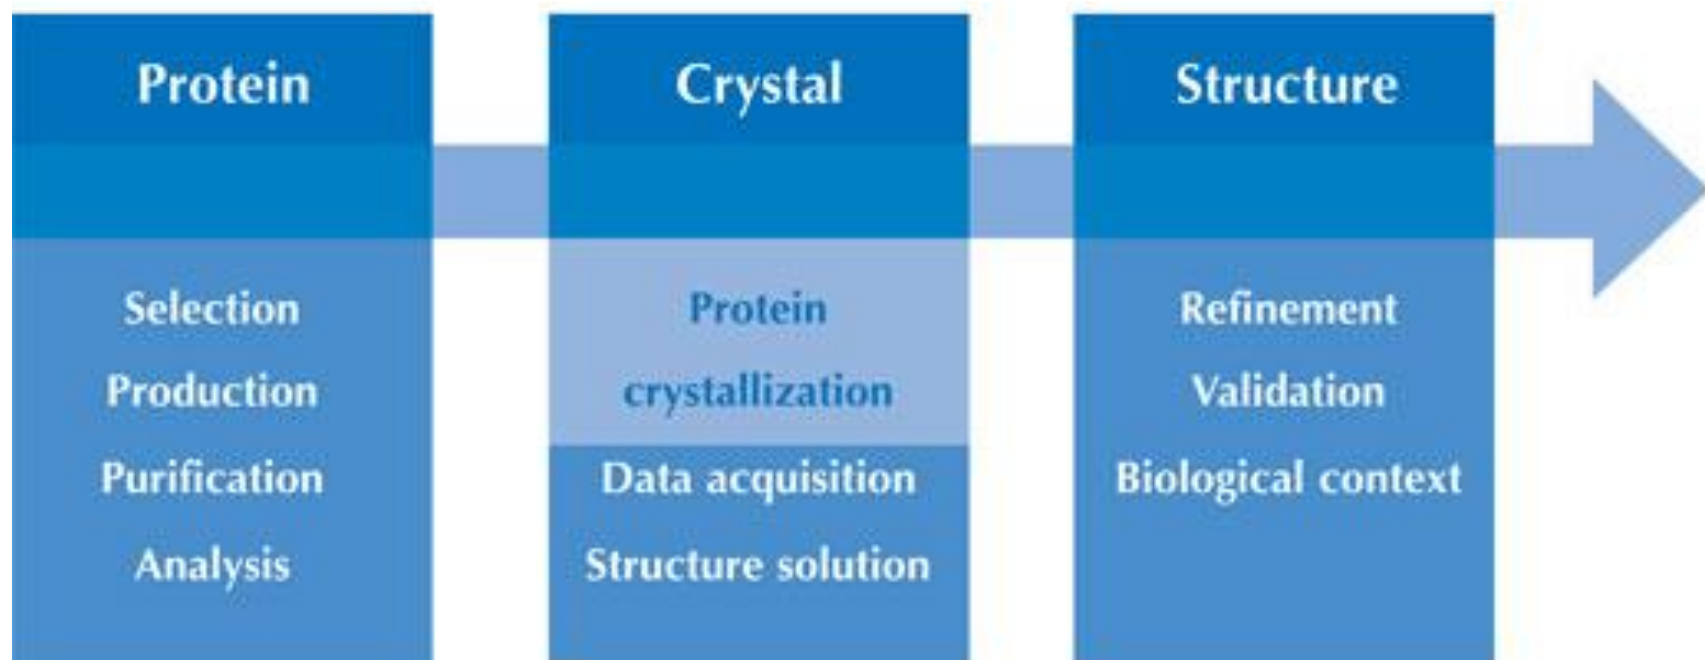 Protein
Selection
Production
Purification
Analysis
Crystal
Protein
crystallization
Data acquisition
Structure solution
Structure
Refinement
Validation
Biological context